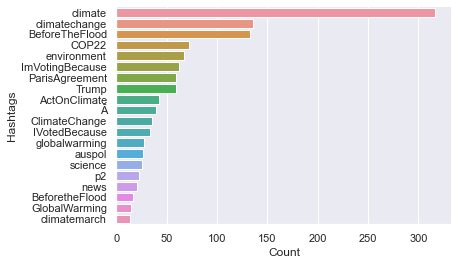 climate
climatechange
BeforeTheFlood
COP22
environment
ImVotingBecause
ParisAgreement
Trump
ActOnClimate
Â
ClimateChange
IVotedBecause
globalwarming
auspol
science
p2
news
BeforetheFlood
GlobalWarming
climatemarch
Hashtags
0 50 100 150 200 250 300
Count